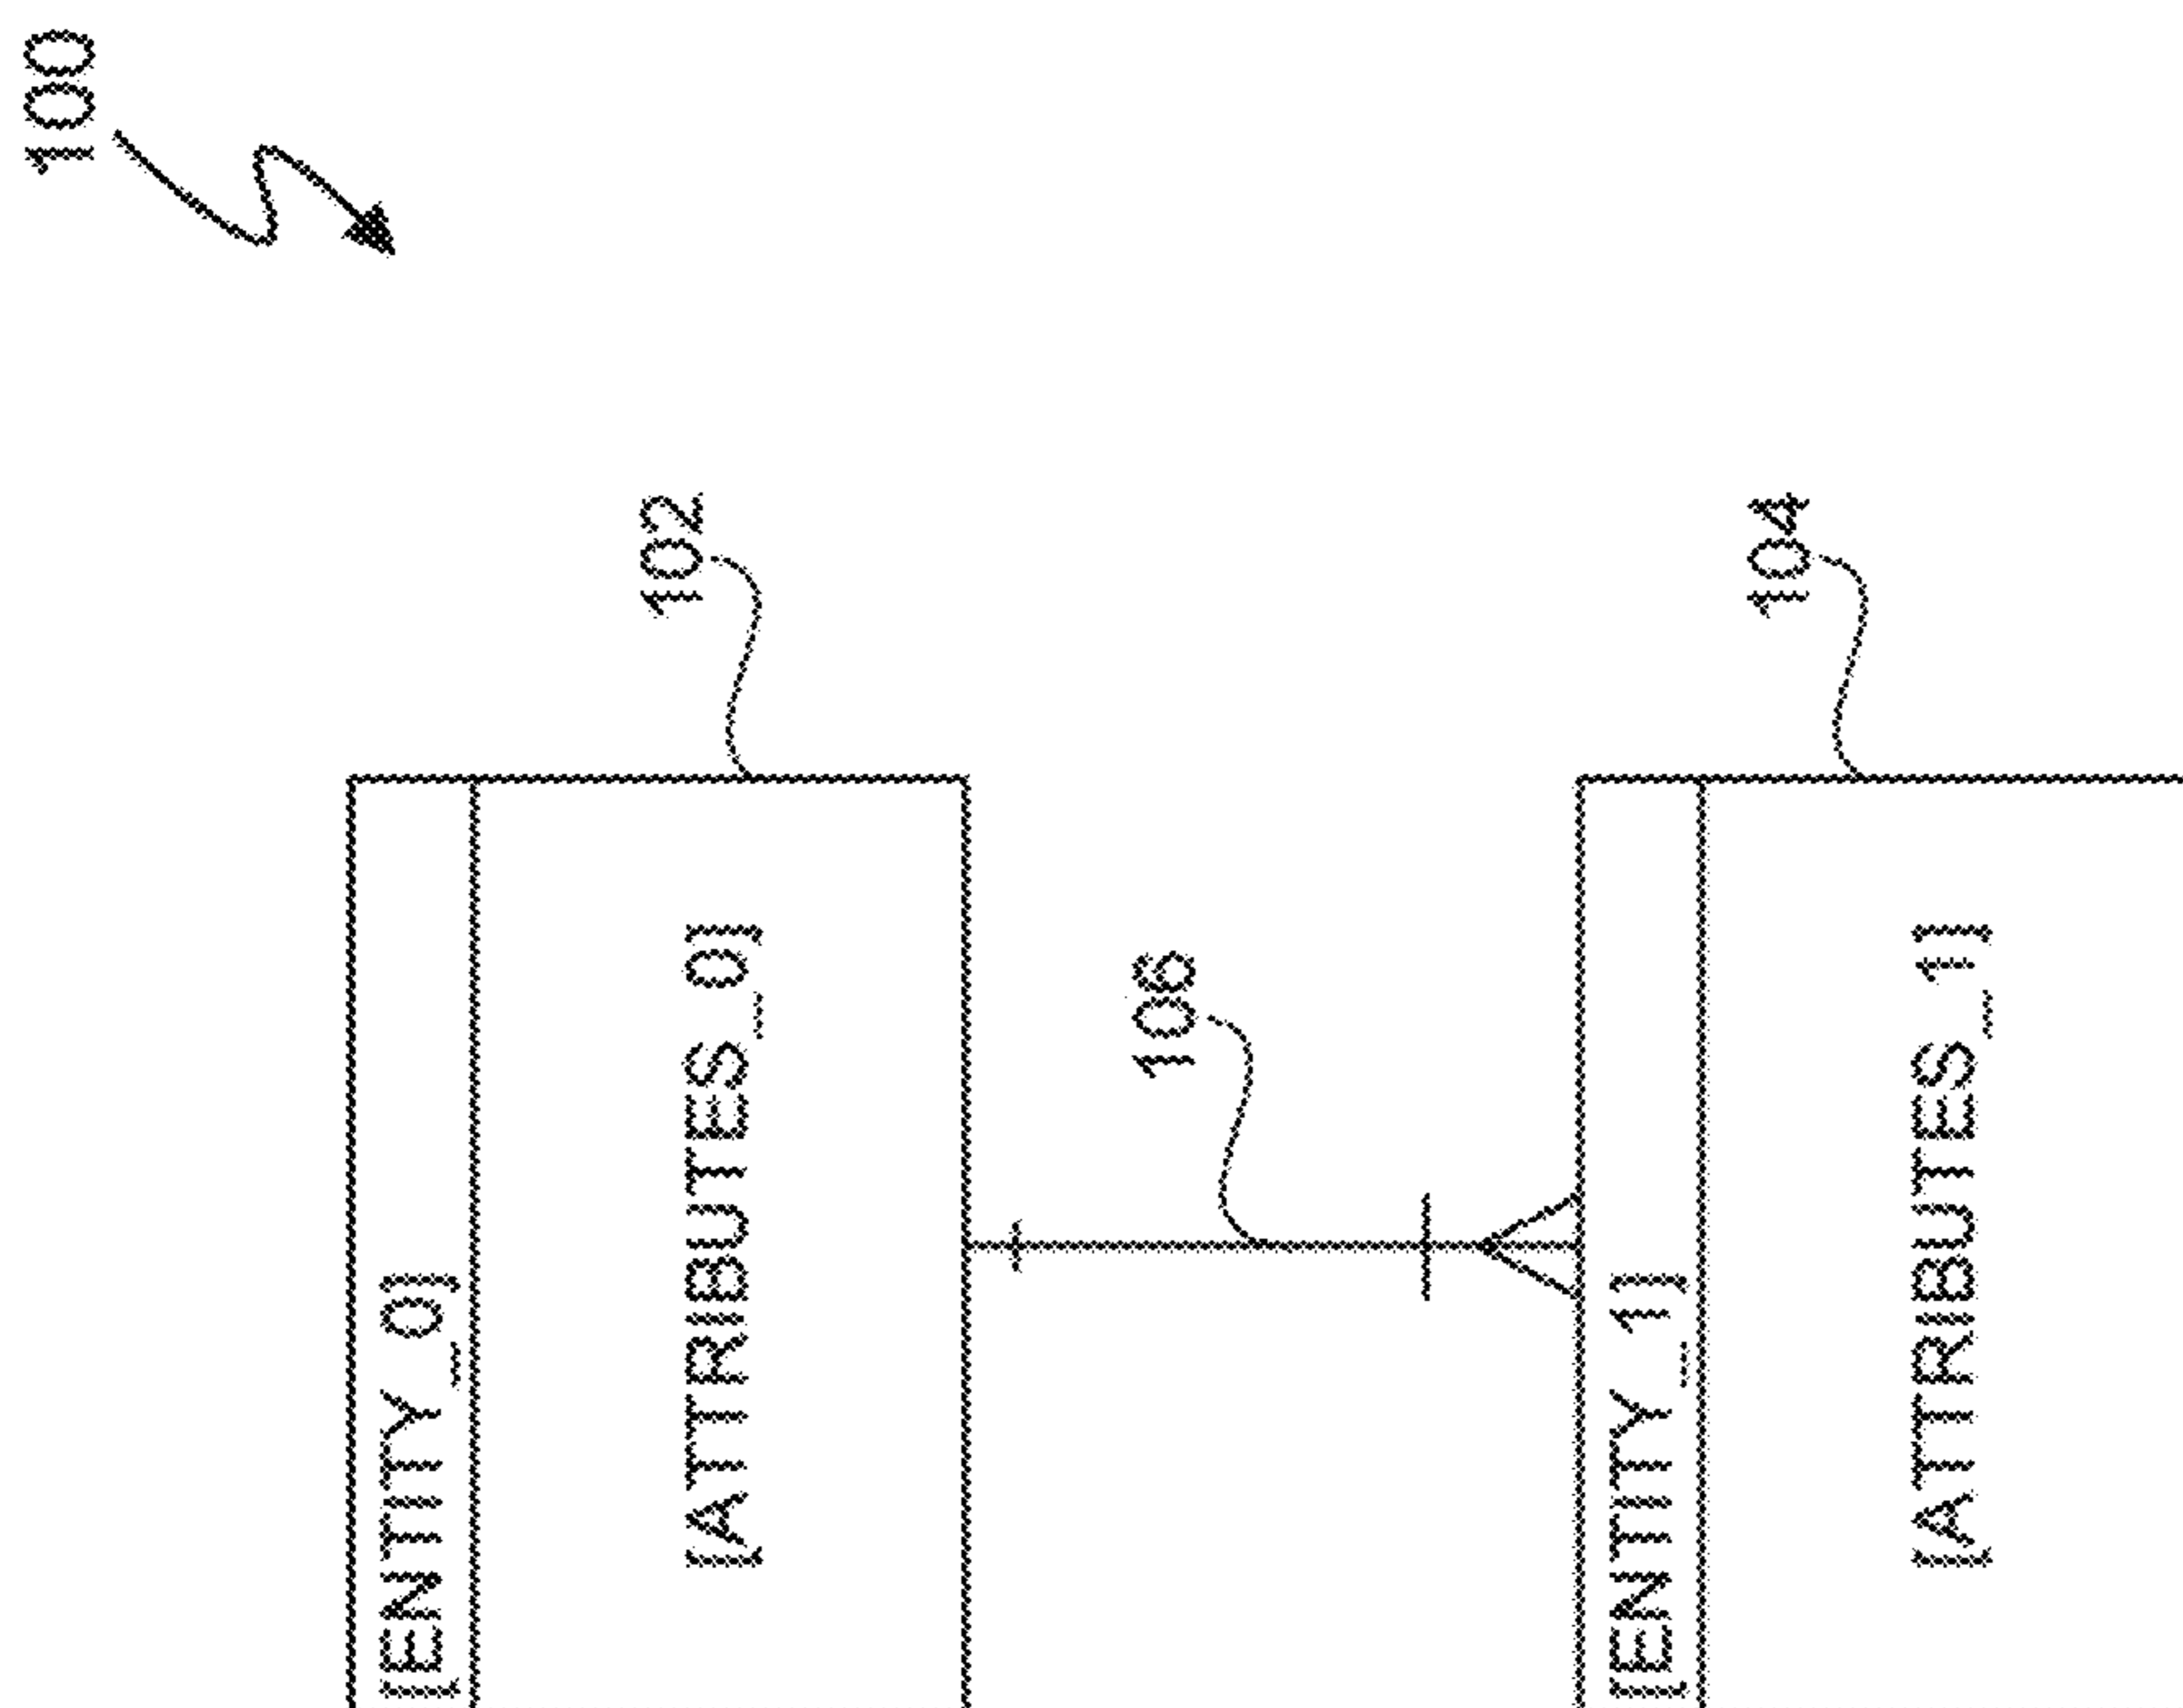 100
[ENTITY_0]
102
[ATTRIBUTES_0]
106
[ENTITY_1]
104
[ATTRIBUTES_1]